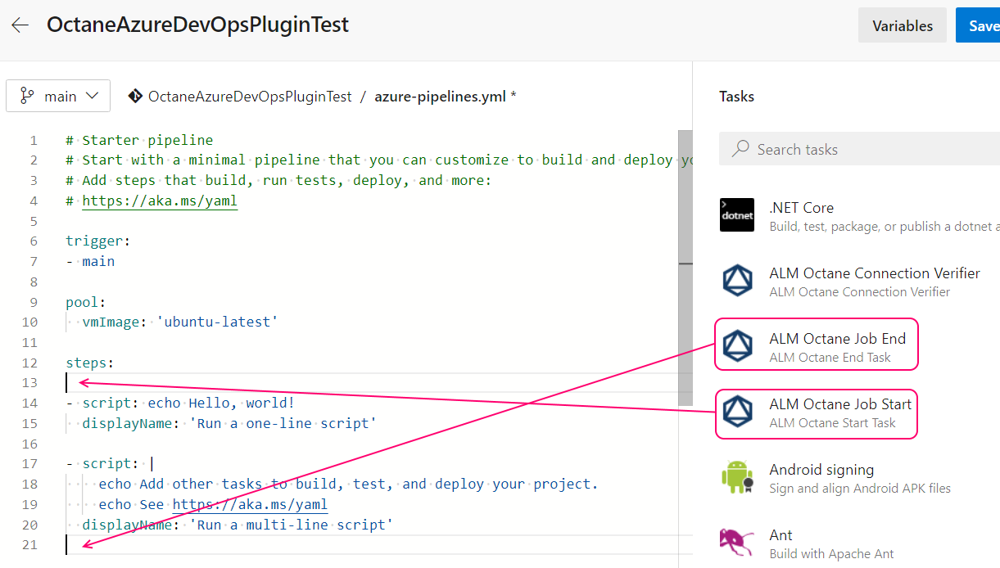 OctaneAzureDevOpsPluginTest
Variables
Save
main
OctaneAzureDevOpsPluginTest / azure-pipelines.yml *
1 # Starter pipeline
2 # Start with a minimal pipeline that you can customize to build and deploy
3 # Add steps that build, run tests, deploy, and more:
4 # https://aka.ms/yaml
5
6 trigger:
7 - main
8
9 pool:
10 vmImage: 'ubuntu-latest'
11
12 steps:
13
14 - script: echo Hello, world!
15 displayName: 'Run a one-line script'
16
17 - script: |
18 echo Add other tasks to build, test, and deploy your project.
19 echo See https://aka.ms/yaml
20 displayName: 'Run a multi-line script'
21
Tasks
Search tasks
dotnet
.NET Core
Build, test, package, or publish a dotnet a
ALM Octane Connection Verifier
ALM Octane Connection Verifier
ALM Octane Job End
ALM Octane End Task
ALM Octane Job Start
ALM Octane Start Task
Android signing
Sign and align Android APK files
Ant
Build with Apache Ant